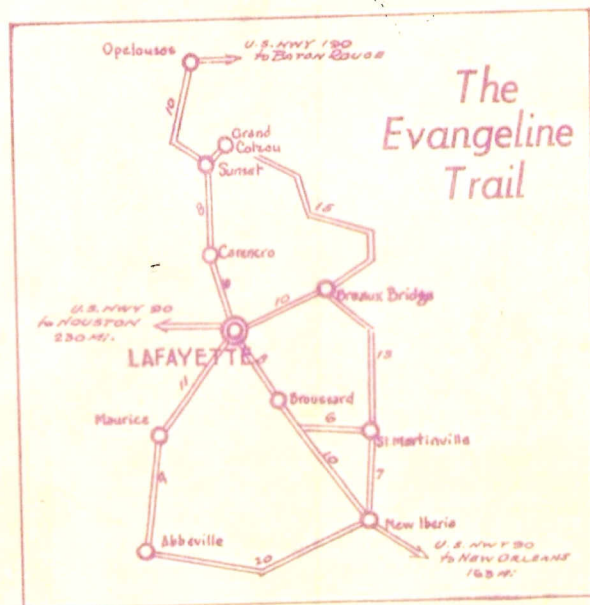 Opelousas
U.S. HWY 190
to BATON ROUGE
The
Evangeline
Trail
10
Grand
Coteau
Sunset
15
8
Carencro
6
10
Breaux Bridge
U.S. HWY 90
to HOUSTON
230 Mi.
LAFAYETTE
11
13
Broussard
6
Maurice
St Martinville
10
9
7
New Iberia
Abbeville
20
U.S. HWY 90
to NEW ORLEANS
163 Mi.